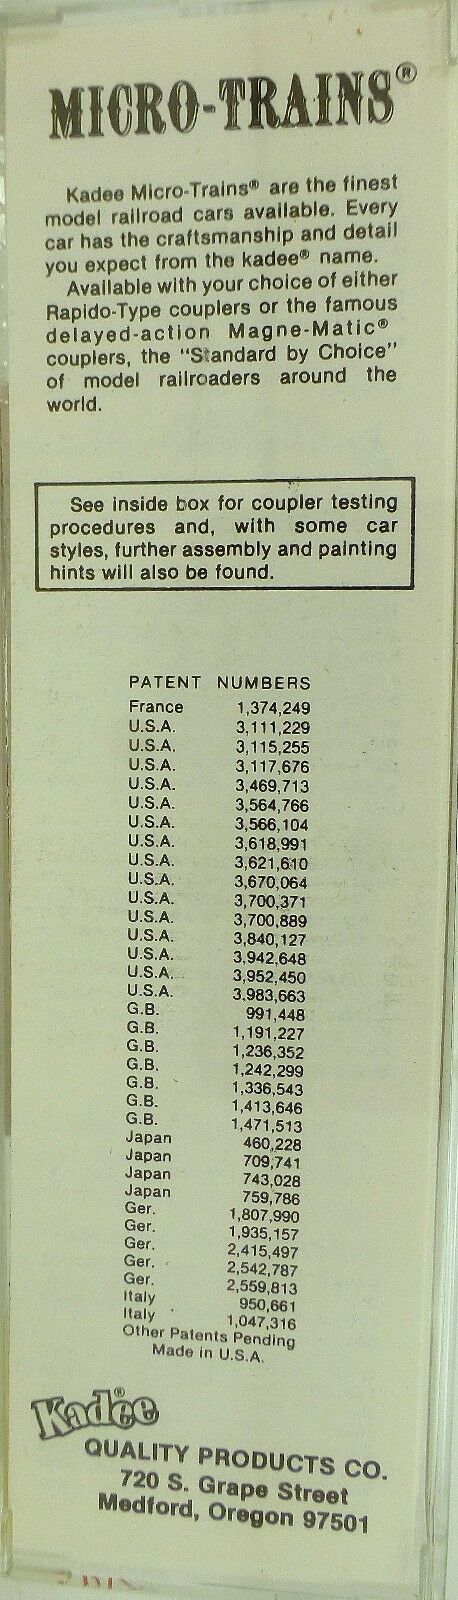 MICRO-TRAINS®
Kadee Micro-Trains® are the finest
model railroad cars available. Every
car has the craftsmanship and detail
you expect from the kadee® name.
Available with your choice of either
Rapido-Type couplers or the famous
delayed-action Magne-Matic®
couplers, the "Standard by Choice"
of model railroaders around the
world.
See inside box for coupler testing
procedures and, with some car
styles, further assembly and painting
hints will also be found.
PATENT NUMBERS
France 1,374,249
U.S.A. 3,111,229
U.S.A. 3,115,255
U.S.A. 3,117,676
U.S.A. 3,469,713
U.S.A. 3,564,766
U.S.A. 3,566,104
U.S.A. 3,618,991
U.S.A. 3,621,610
U.S.A. 3,670,064
U.S.A. 3,700,371
U.S.A. 3,700,889
U.S.A. 3,840,127
U.S.A. 3,942,648
U.S.A. 3,952,450
U.S.A. 3,983,663
G.B. 991,448
G.B. 1,191,227
G.B. 1,236,352
G.B. 1,242,299
G.B. 1,336,543
G.B. 1,413,646
G.B. 1,471,513
Japan 460,228
Japan 709,741
Japan 743,028
Japan 759,786
Ger. 1,807,990
Ger. 1,935,157
Ger. 2,415,497
Ger. 2,542,787
Ger. 2,559,813
Italy 950,661
Italy 1,047,316
Other Patents Pending
Made in U.S.A.
Kadee®
QUALITY PRODUCTS CO.
720 S. Grape Street
Medford, Oregon 97501